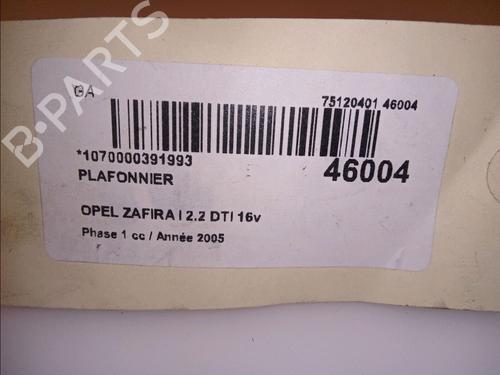 GA
75120401 46004
*1070000391993
46004
PLAFONNIER
OPEL ZAFIRA I 2.2 DTI 16v
Phase 1 cc / Année 2005
B-PARTS